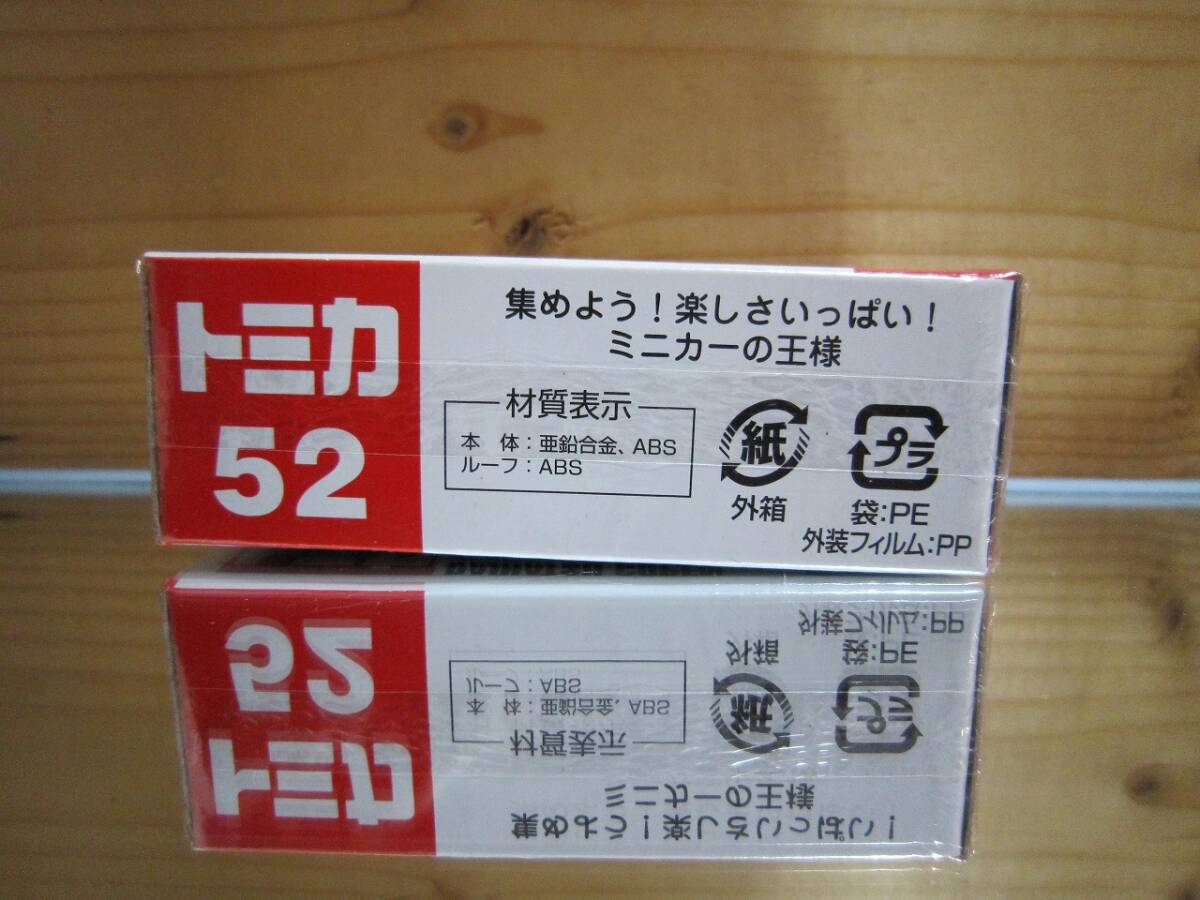 トミカ
52
集めよう！楽しさいっぱい！
ミニカーの王様
材質表示
本 体：亜鉛合金、ABS
ルーフ：ABS
紙
外箱
プラ
袋：PE
外装フィルム：PP